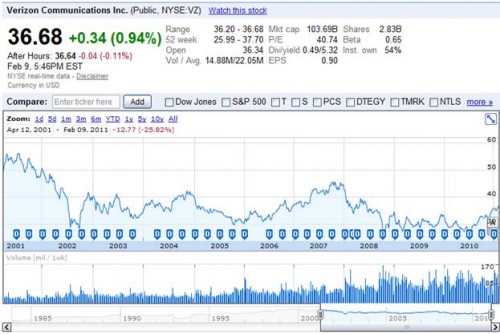 Verizon Communications Inc. (Public, NYSE:VZ) Watch this stock
36.68 +0.34 (0.94%)
After Hours: 36.64 -0.04 (-0.11%)
Feb 9, 5:46PM EST
NYSE real-time data - Disclaimer
Currency in USD
Range 36.20 - 36.68
52 week 25.99 - 37.70
Open 36.34
Vol / Avg. 14.88M/22.05M
Mkt cap 103.69B
P/E 40.74
Div/yield 0.49/5.32
EPS 0.90
Shares 2.83B
Beta 0.65
Inst. own 54%
Compare: Enter ticker here Add Dow Jones S&P 500 T S PCS DTEGY TMRK NTLS more »
Zoom: 1d 5d 1m 3m 6m YTD 1y 5y 10y All
Apr 12, 2001 - Feb 09, 2011 -12.77 (-25.82%)
60
50
40
30
2001 2002 2003 2004 2005 2006 2007 2008 2009 2010
Volume (mil / 1wk)
170
85
1985 1990 1995 2005